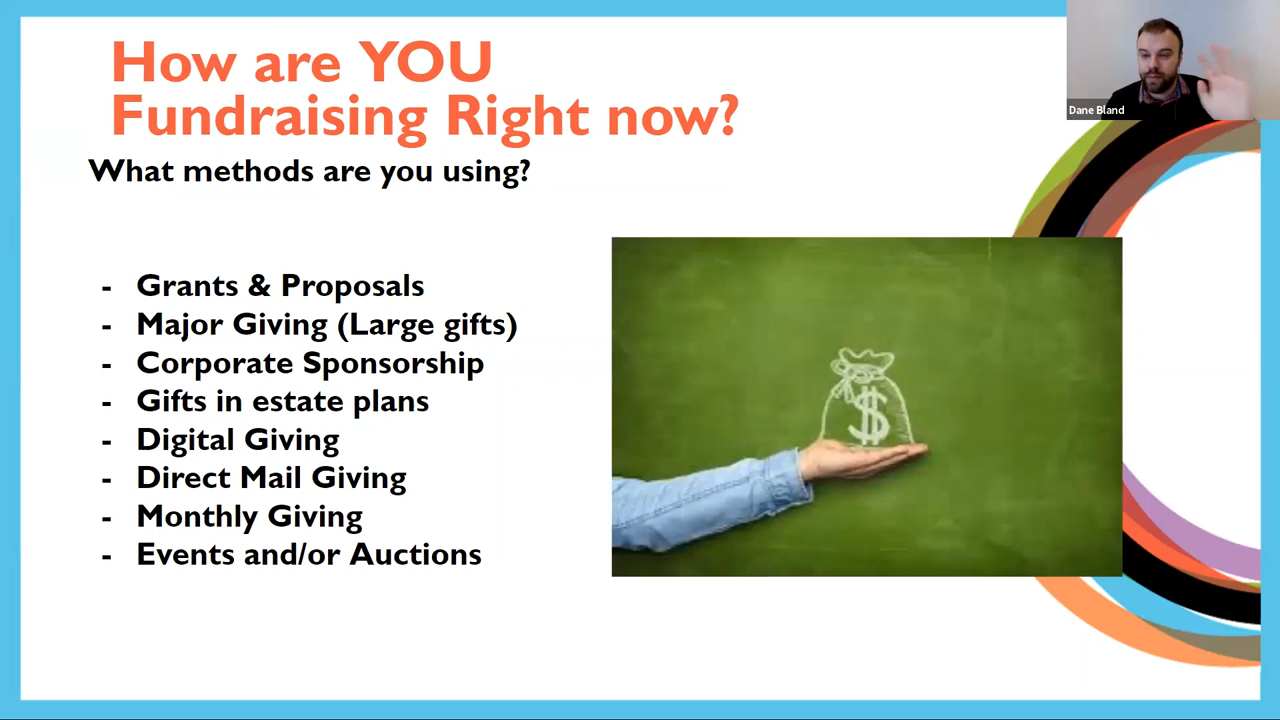 How are YOU
Fundraising Right now?
Dane Bland
What methods are you using?
- Grants & Proposals
- Major Giving (Large gifts)
- Corporate Sponsorship
- Gifts in estate plans
- Digital Giving
- Direct Mail Giving
- Monthly Giving
- Events and/or Auctions
$